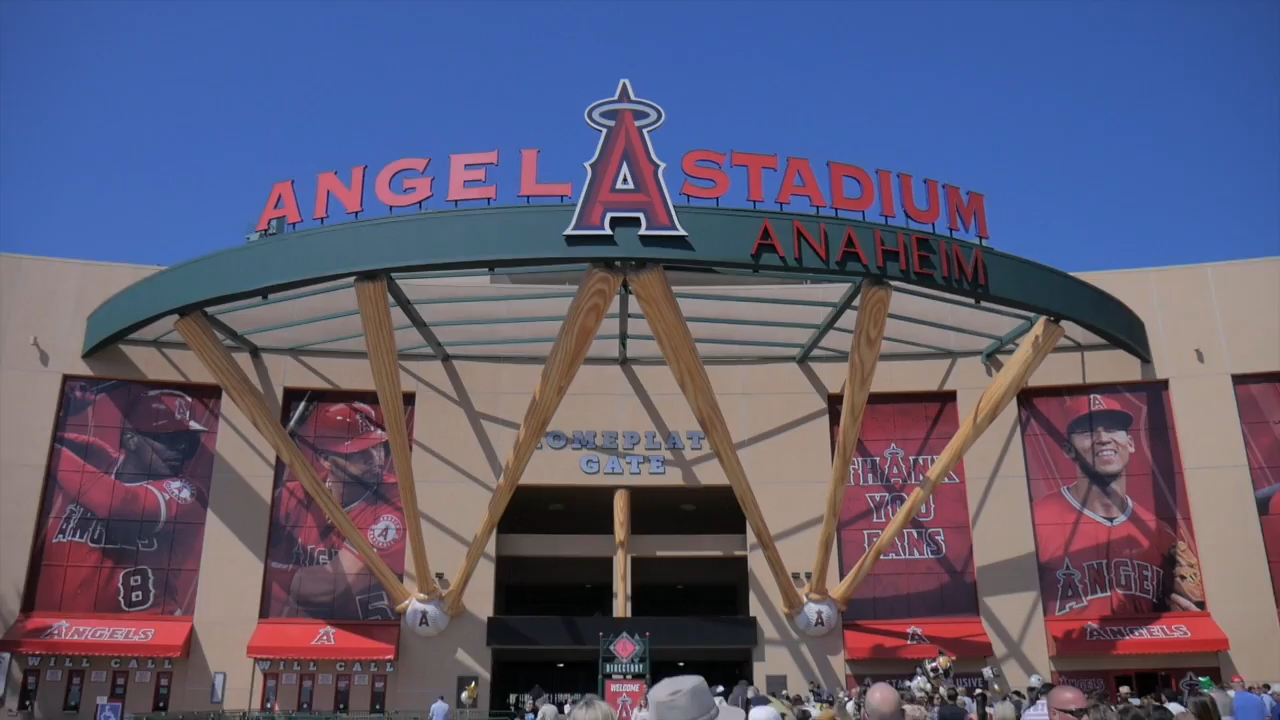 ANGEL A STADIUM
ANAHEIM
HOMEPLATE
GATE
THANK
YOU
FANS
ANGELS
8
ANGELS
ANGELS
A
ANGELS
WILL CALL
WILL CALL
DIRECTORY
WELCOME
ANGELS